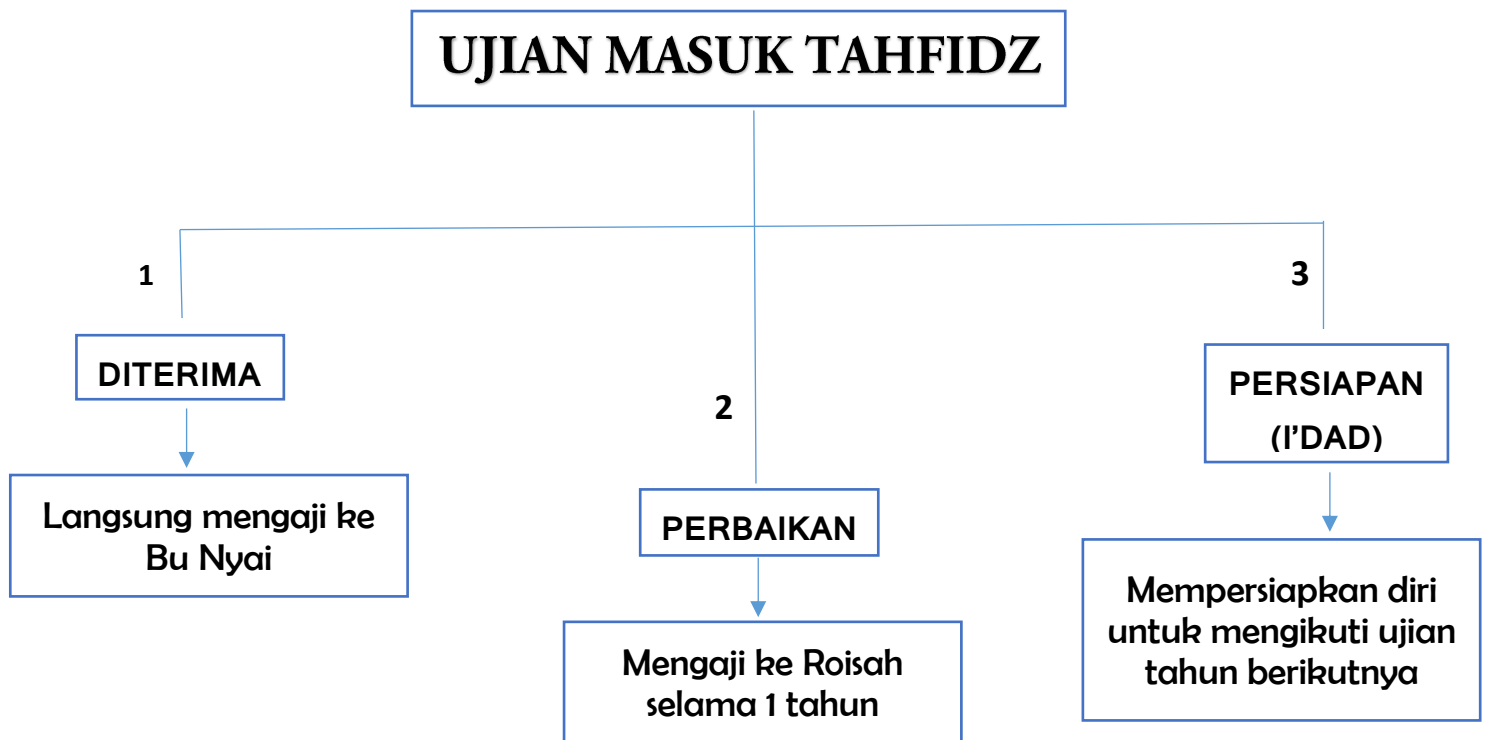 UJIAN MASUK TAHFIDZ
1
DITERIMA
Langsung mengaji ke
Bu Nyai
2
PERBAIKAN
Mengaji ke Roisah
selama 1 tahun
3
PERSIAPAN
(I’DAD)
Mempersiapkan diri
untuk mengikuti ujian
tahun berikutnya